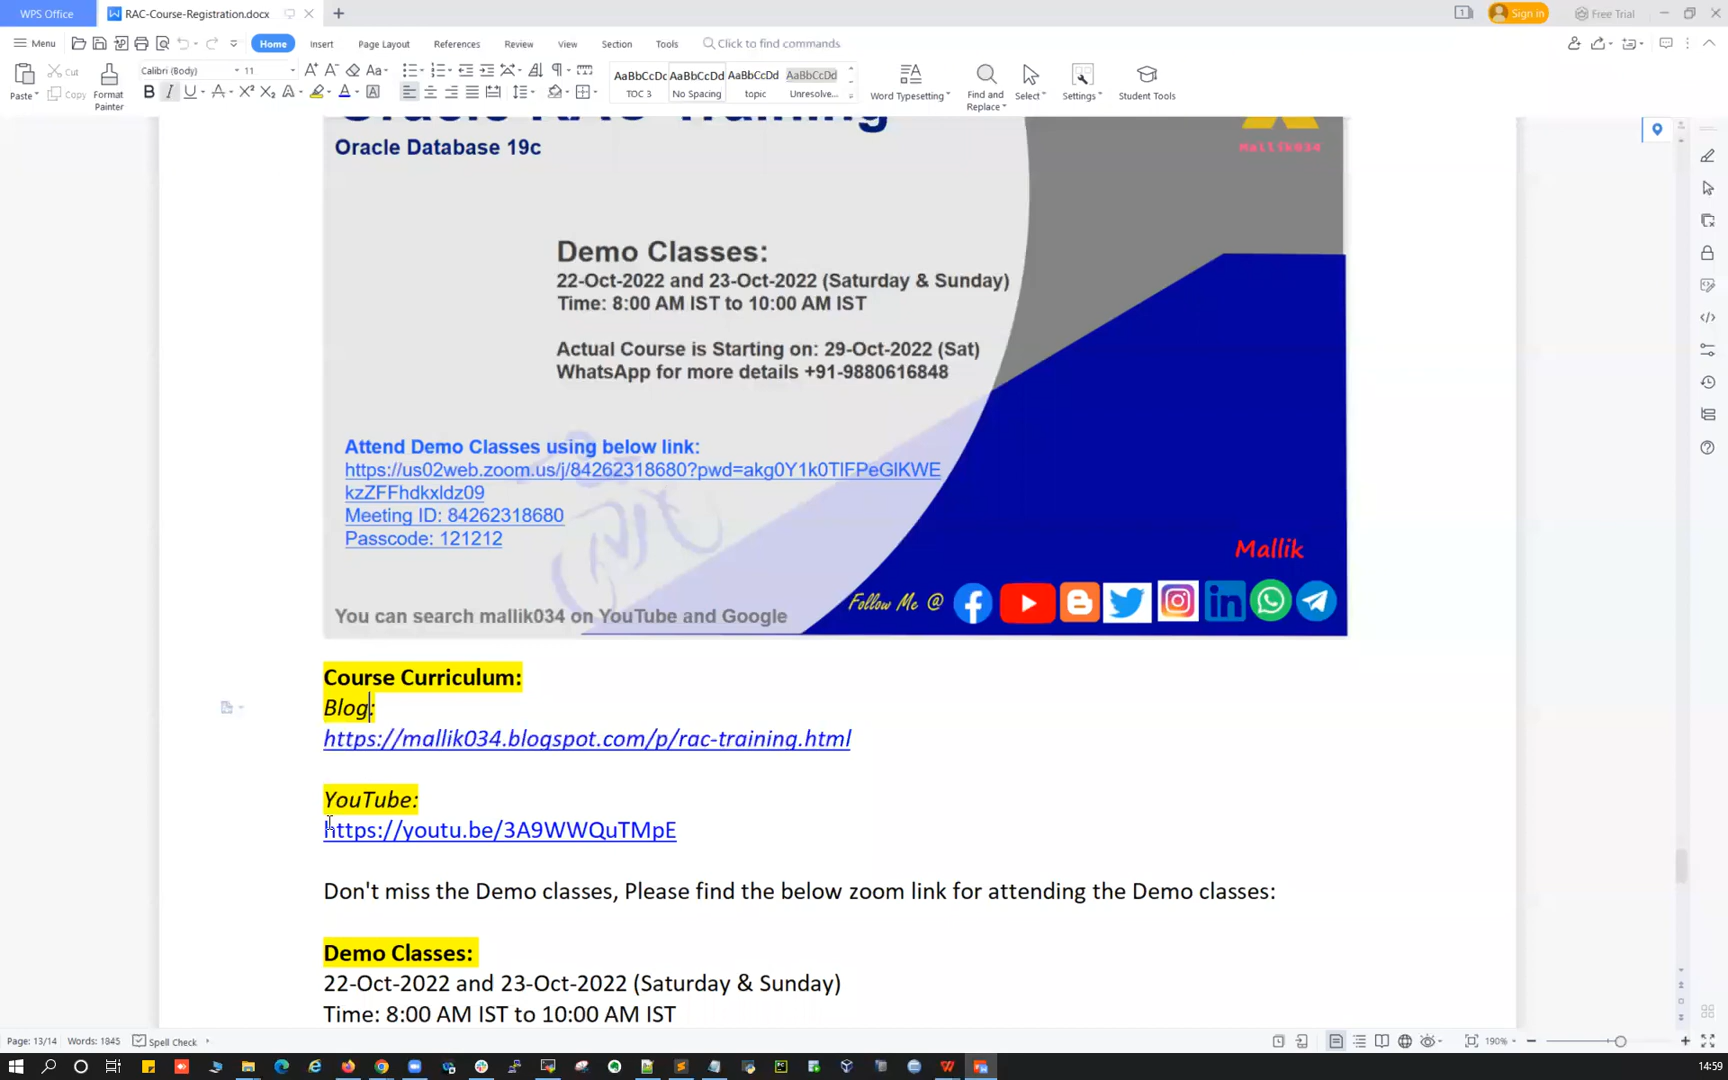 WPS Office
RAC-Course-Registration.docx
1
Sign in
Free Trial
Menu
Home
Insert
Page Layout
References
Review
View
Section
Tools
Click to find commands
Paste
Cut
Copy
Format
Painter
Calibri (Body)
11
AaBbCcDc
TOC 3
AaBbCcDd
No Spacing
AaBbCcDd
topic
AaBbCcDd
Unresolve...
Word Typesetting
Find and
Replace
Select
Settings
Student Tools
Oracle RAC Training
Oracle Database 19c
Mallik034
Demo Classes:
22-Oct-2022 and 23-Oct-2022 (Saturday & Sunday)
Time: 8:00 AM IST to 10:00 AM IST
Actual Course is Starting on: 29-Oct-2022 (Sat)
WhatsApp for more details +91-9880616848
Attend Demo Classes using below link:
https://us02web.zoom.us/j/84262318680?pwd=akg0Y1k0TlFPeGlKWE
kzZFFhdkxldz09
Meeting ID: 84262318680
Passcode: 121212
Mallik
Follow Me @
You can search mallik034 on YouTube and Google
Course Curriculum:
Blog:
https://mallik034.blogspot.com/p/rac-training.html
YouTube:
https://youtu.be/3A9WWQuTMpE
Don't miss the Demo classes, Please find the below zoom link for attending the Demo classes:
Demo Classes:
22-Oct-2022 and 23-Oct-2022 (Saturday & Sunday)
Time: 8:00 AM IST to 10:00 AM IST
Page: 13/14
Words: 1845
Spell Check
190%
14:59